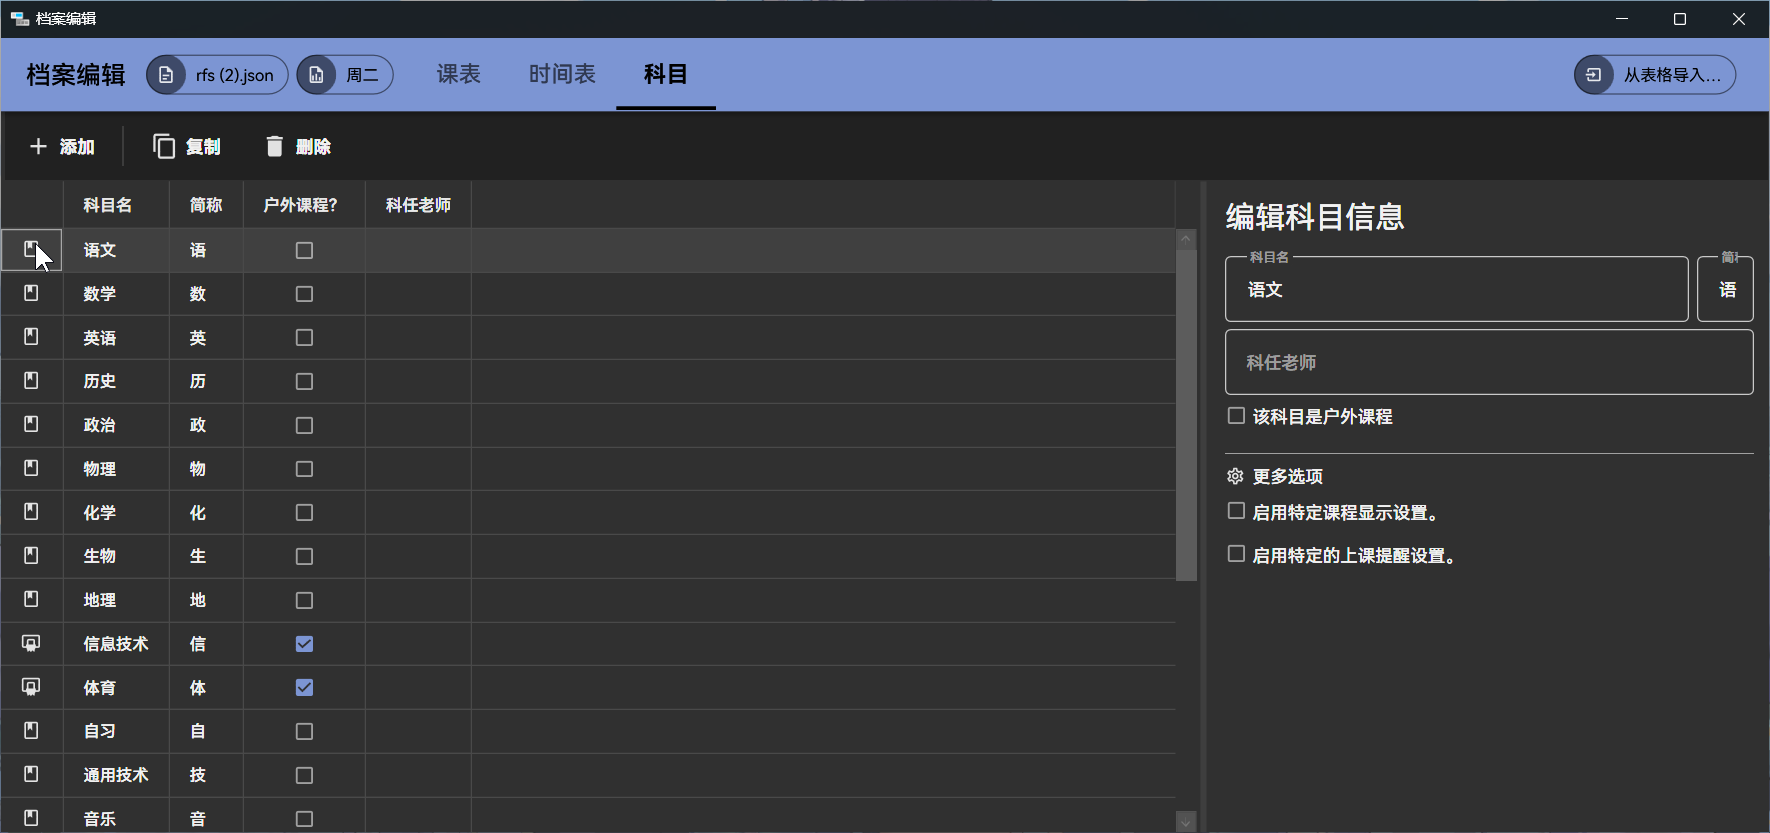 档案编辑
档案编辑 rfs (2).json 周二 课表 时间表 科目 从表格导入...
添加 复制 删除
科目名 简称 户外课程? 科任老师
语文 语
数学 数
英语 英
历史 历
政治 政
物理 物
化学 化
生物 生
地理 地
信息技术 信
体育 体
自习 自
通用技术 技
音乐 音
编辑科目信息
科目名
语文
语
科任老师
该科目是户外课程
更多选项
启用特定课程显示设置。
启用特定的上课提醒设置。